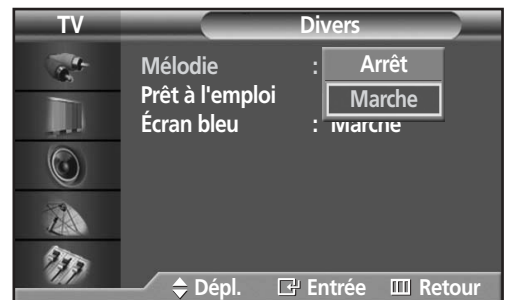 TV Divers
Mélodie : Arrêt
Prêt à l'emploi Marche
Écran bleu : Marche
Dépl. Entrée Retour